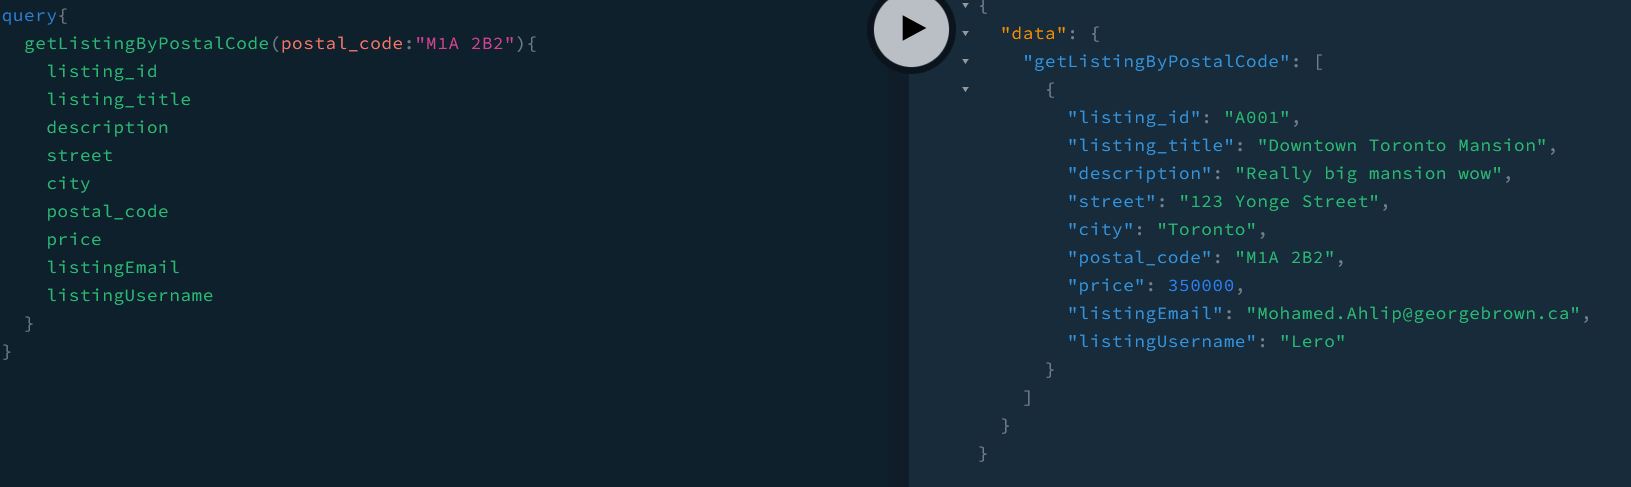 query{
  getListingByPostalCode(postal_code:"M1A 2B2"){
    listing_id
    listing_title
    description
    street
    city
    postal_code
    price
    listingEmail
    listingUsername
  }
}
{
  "data": {
    "getListingByPostalCode": [
      {
        "listing_id": "A001",
        "listing_title": "Downtown Toronto Mansion",
        "description": "Really big mansion wow",
        "street": "123 Yonge Street",
        "city": "Toronto",
        "postal_code": "M1A 2B2",
        "price": 350000,
        "listingEmail": "Mohamed.Ahlip@georgebrown.ca",
        "listingUsername": "Lero"
      }
    ]
  }
}